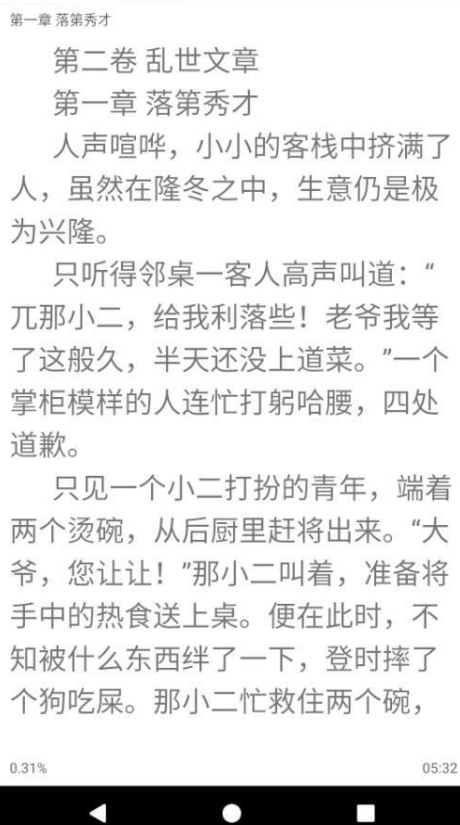 第一章 落第秀才
第二卷 乱世文章
第一章 落第秀才
人声喧哗，小小的客栈中挤满了
人，虽然在隆冬之中，生意仍是极
为兴隆。
只听得邻桌一客人高声叫道：“
兀那小二，给我利落些！老爷我等
了这般久，半天还没上道菜。”一个
掌柜模样的人连忙打躬哈腰，四处
道歉。
只见一个小二打扮的青年，端着
两个烫碗，从后厨里赶将出来。“大
爷，您让让！”那小二叫着，准备将
手中的热食送上桌。便在此时，不
知被什么东西绊了一下，登时摔了
个狗吃屎。那小二忙救住两个碗，
0.31%
05:32